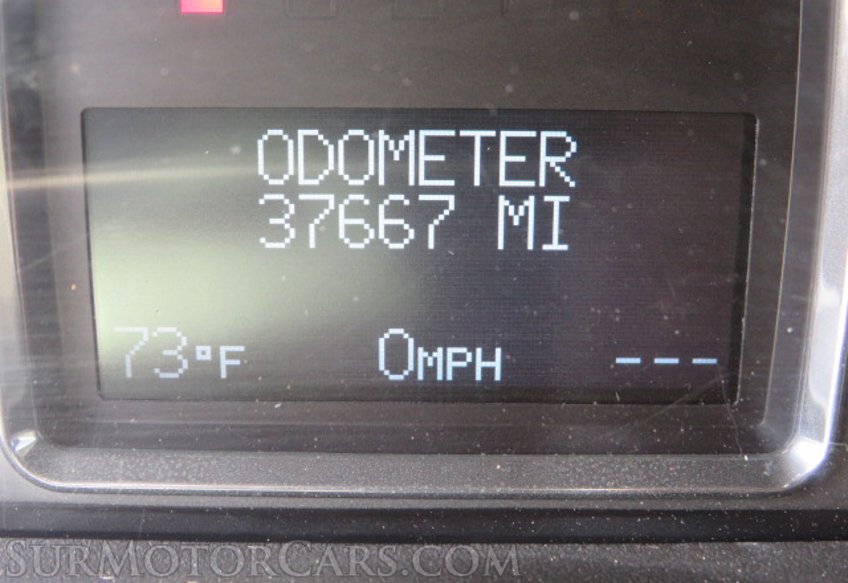 ODOMETER
37667 MI
73°F 0MPH ---
SURMOTORCARS.COM